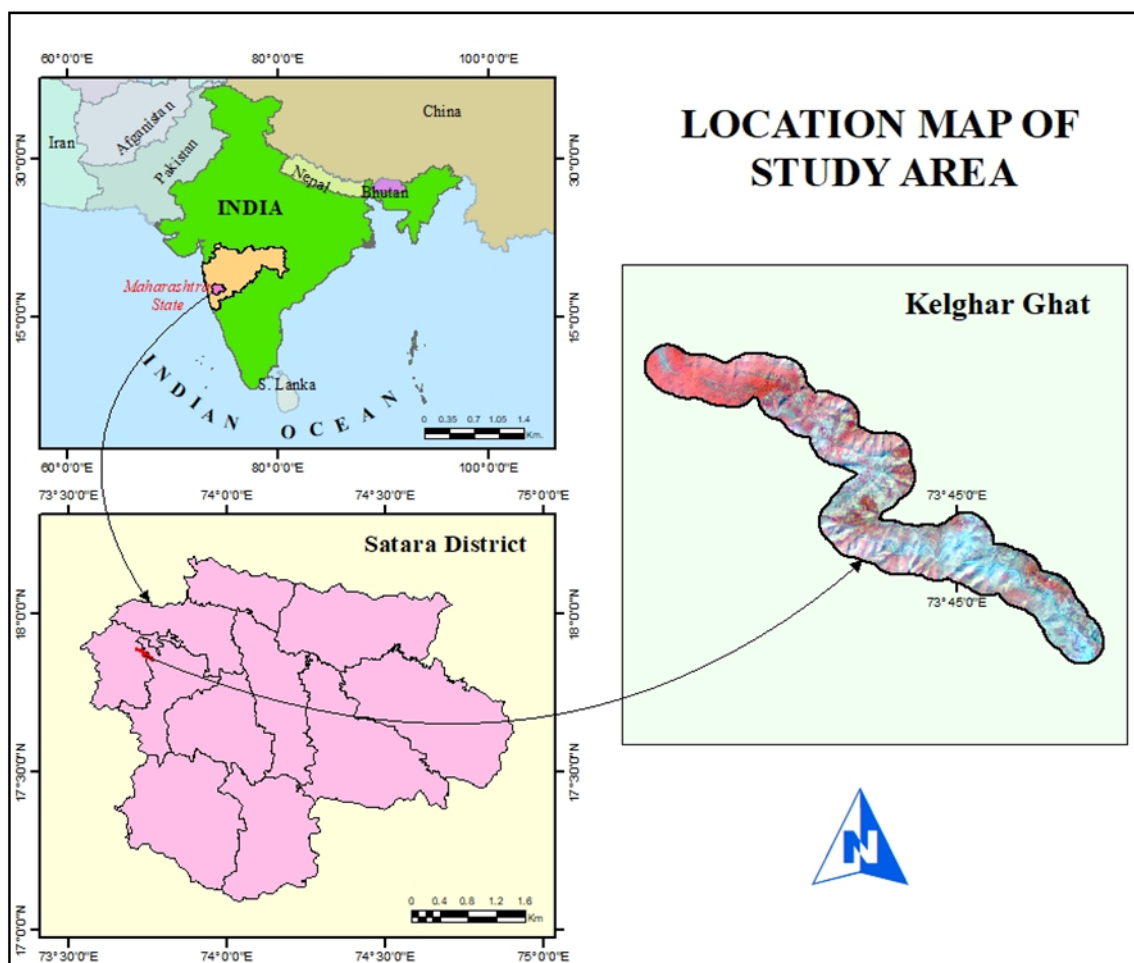 60°0'0"E 80°0'0"E 100°0'0"E
30°0'0"N
15°0'0"N
30°0'0"N
15°0'0"N
Iran
Afganistan
Pakistan
China
Nepal
Bhutan
INDIA
Maharashtra
State
S. Lanka
INDIAN OCEAN
0 0.35 0.7 1.05 1.4
Km.
60°0'0"E 80°0'0"E 100°0'0"E
LOCATION MAP OF
STUDY AREA
Kelghar Ghat
73°45'0"E
73°45'0"E
N
73°30'0"E 74°0'0"E 74°30'0"E 75°0'0"E
Satara District
18°0'0"N
17°30'0"N
17°0'0"N
18°0'0"N
17°30'0"N
17°0'0"N
0 0.4 0.8 1.2 1.6
Km
73°30'0"E 74°0'0"E 74°30'0"E 75°0'0"E